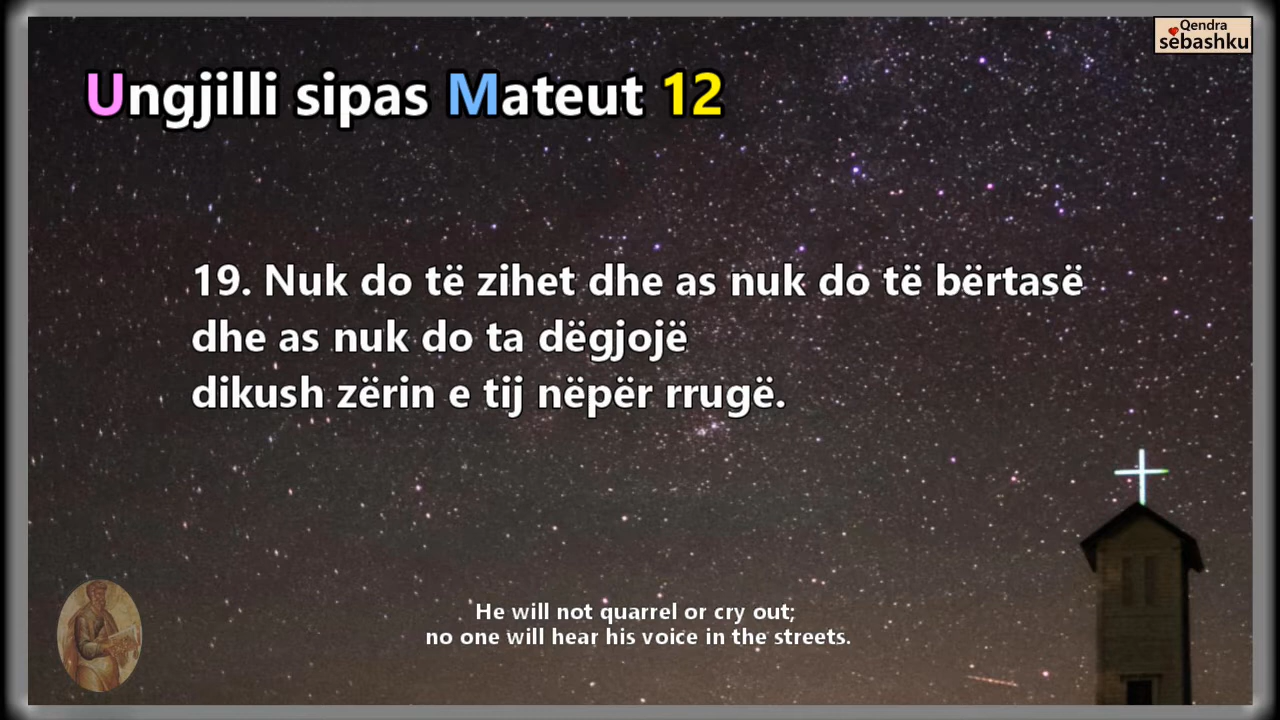 Qendra
sëbashku
Ungjilli sipas Mateut 12
19. Nuk do të zihet dhe as nuk do të bërtasë
dhe as nuk do ta dëgjojë
dikush zërin e tij nëpër rrugë.
He will not quarrel or cry out;
no one will hear his voice in the streets.